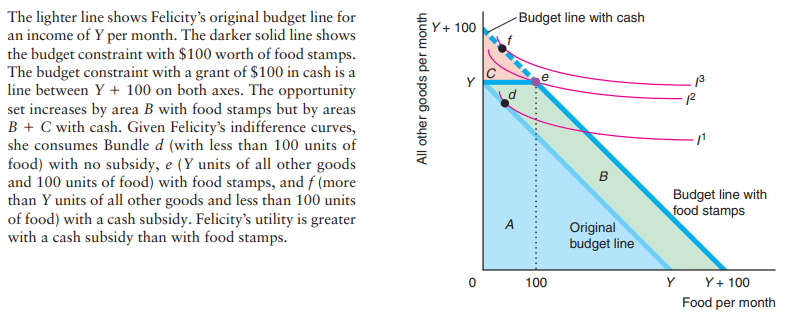 The lighter line shows Felicity's original budget line for
an income of Y per month. The darker solid line shows
the budget constraint with $100 worth of food stamps.
The budget constraint with a grant of $100 in cash is a
line between Y + 100 on both axes. The opportunity
set increases by area B with food stamps but by areas
B + C with cash. Given Felicity's indifference curves,
she consumes Bundle d (with less than 100 units of
food) with no subsidy, e (Y units of all other goods
and 100 units of food) with food stamps, and f (more
than Y units of all other goods and less than 100 units
of food) with a cash subsidy. Felicity's utility is greater
with a cash subsidy than with food stamps.
All other goods per month
Budget line with cash
Y + 100
f
C
e
Y
I³
I²
d
I¹
B
Budget line with
food stamps
A
Original
budget line
0
100
Y
Y + 100
Food per month